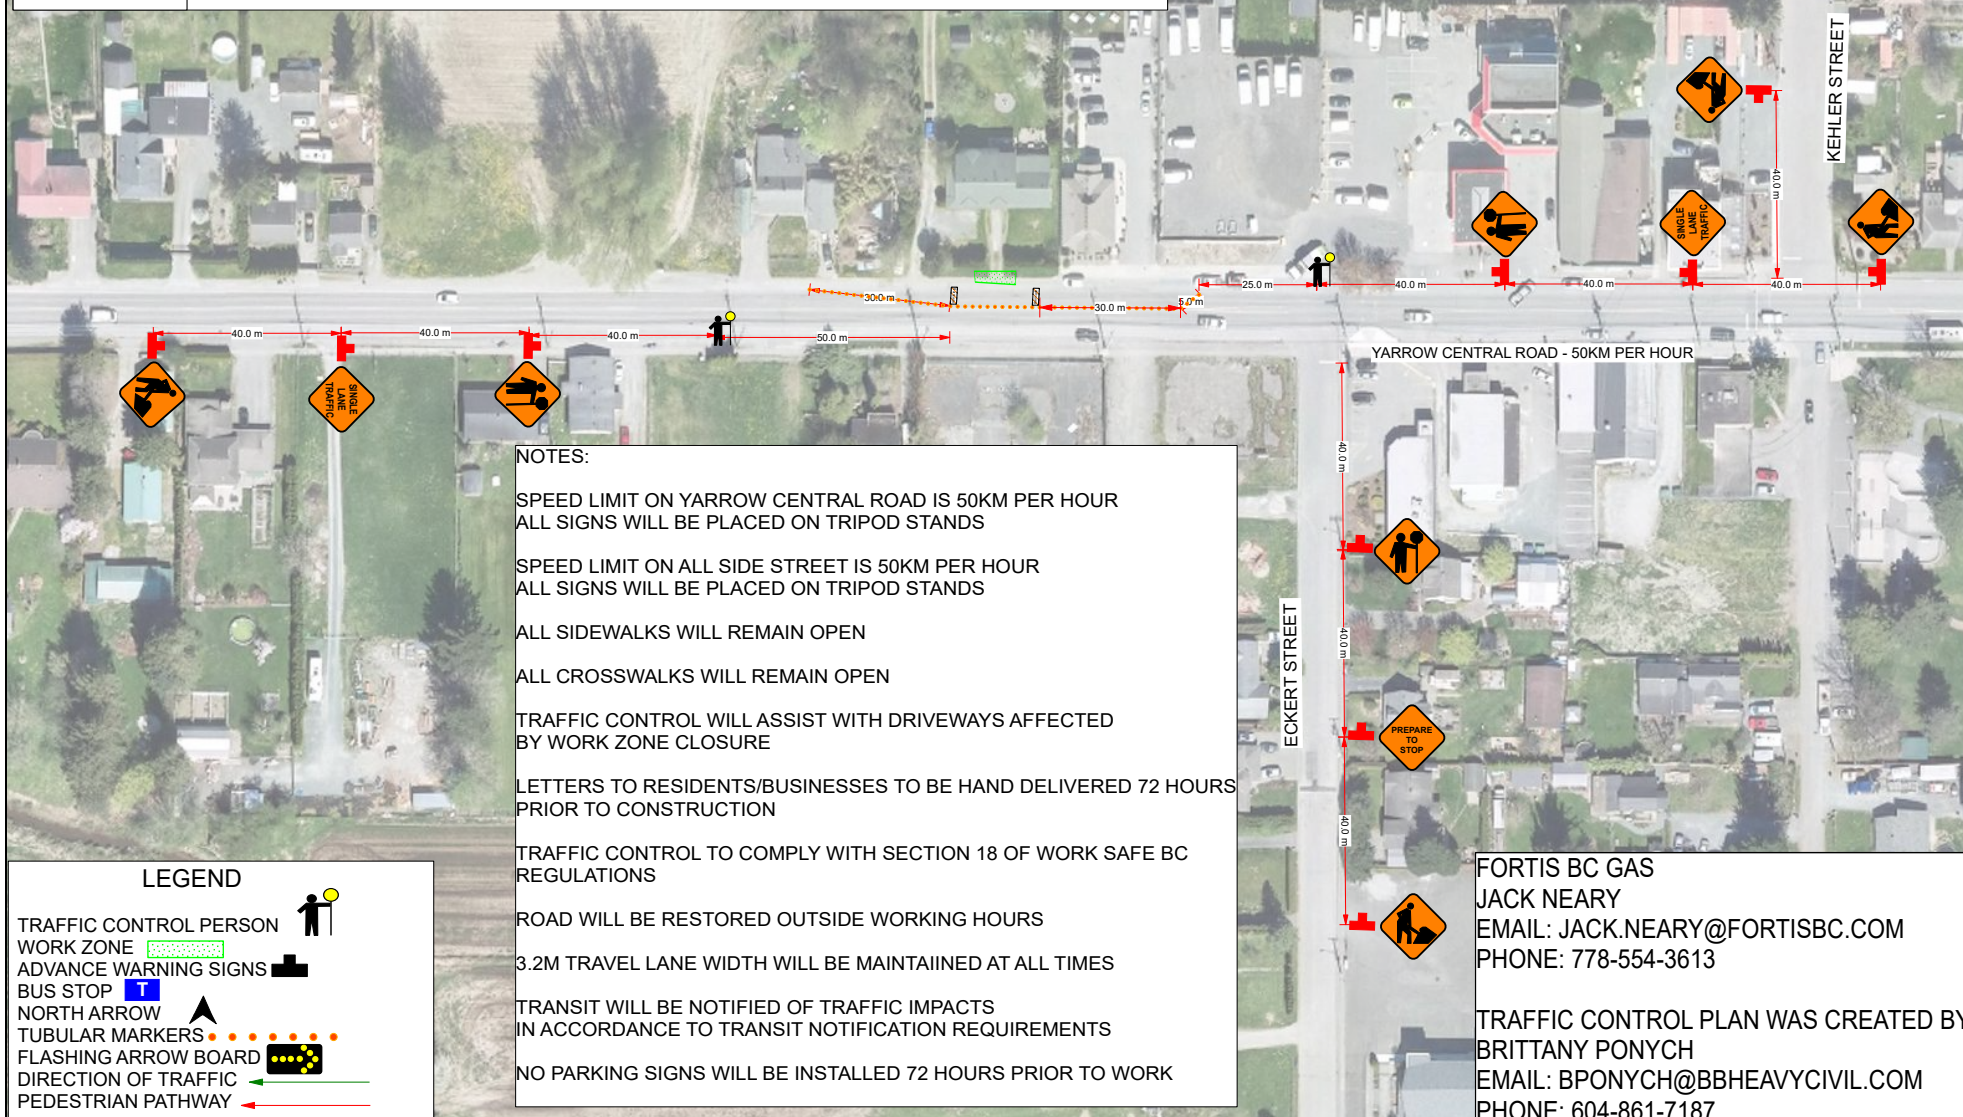 KEHLER STREET
40.0 m
SINGLE
LANE
TRAFFIC
30.0 m
30.0 m
5.0 m
25.0 m
40.0 m
40.0 m
40.0 m
40.0 m
40.0 m
40.0 m
50.0 m
YARROW CENTRAL ROAD - 50KM PER HOUR
SINGLE
LANE
TRAFFIC
40.0 m
40.0 m
40.0 m
ECKERT STREET
PREPARE
TO
STOP
NOTES:
SPEED LIMIT ON YARROW CENTRAL ROAD IS 50KM PER HOUR
ALL SIGNS WILL BE PLACED ON TRIPOD STANDS
SPEED LIMIT ON ALL SIDE STREET IS 50KM PER HOUR
ALL SIGNS WILL BE PLACED ON TRIPOD STANDS
ALL SIDEWALKS WILL REMAIN OPEN
ALL CROSSWALKS WILL REMAIN OPEN
TRAFFIC CONTROL WILL ASSIST WITH DRIVEWAYS AFFECTED
BY WORK ZONE CLOSURE
LETTERS TO RESIDENTS/BUSINESSES TO BE HAND DELIVERED 72 HOURS
PRIOR TO CONSTRUCTION
TRAFFIC CONTROL TO COMPLY WITH SECTION 18 OF WORK SAFE BC
REGULATIONS
ROAD WILL BE RESTORED OUTSIDE WORKING HOURS
3.2M TRAVEL LANE WIDTH WILL BE MAINTAIINED AT ALL TIMES
TRANSIT WILL BE NOTIFIED OF TRAFFIC IMPACTS
IN ACCORDANCE TO TRANSIT NOTIFICATION REQUIREMENTS
NO PARKING SIGNS WILL BE INSTALLED 72 HOURS PRIOR TO WORK
LEGEND
TRAFFIC CONTROL PERSON
WORK ZONE
ADVANCE WARNING SIGNS
BUS STOP T
NORTH ARROW
TUBULAR MARKERS
FLASHING ARROW BOARD
DIRECTION OF TRAFFIC
PEDESTRIAN PATHWAY
FORTIS BC GAS
JACK NEARY
EMAIL: JACK.NEARY@FORTISBC.COM
PHONE: 778-554-3613
TRAFFIC CONTROL PLAN WAS CREATED BY
BRITTANY PONYCH
EMAIL: BPONYCH@BBHEAVYCIVIL.COM
PHONE: 604-861-7187